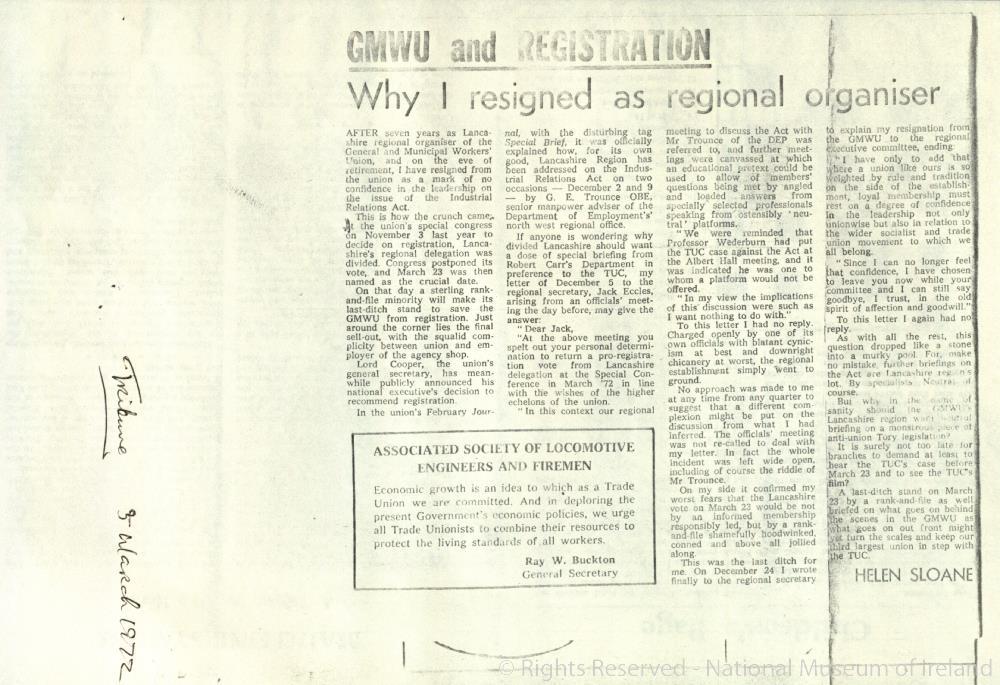 GMWU and REGISTRATION
Why I resigned as regional organiser
AFTER seven years as Lanca-
shire regional organiser of the
General and Municipal Workers'
Union, and on the eve of
retirement, I have resigned from
the union as a mark of no
confidence in the leadership on
the issue of the Industrial
Relations Act.
This is how the crunch came.
At the union's special congress
on November 3 last year to
decide on registration, Lanca-
shire's regional delegation was
divided. Congress postponed its
vote, and March 23 was then
named as the crucial date.
On that day a sterling rank-
and-file minority will make its
last-ditch stand to save the
GMWU from registration. Just
around the corner lies the final
sell-out, with the squalid com-
plicity between union and em-
ployer of the agency shop.
Lord Cooper, the union's
general secretary, has mean-
while publicly announced his
national executive's decision to
recommend registration.
In the union's February Jour-
nal, with the disturbing tag
Special Brief, it was officially
explained how, for its own
good, Lancashire Region has
been addressed on the Indus-
trial Relations Act on two
occasions — December 2 and 9
— by G. E. Trounce OBE,
senior manpower adviser of the
Department of Employment's
north west regional office.
If anyone is wondering why
divided Lancashire should want
a dose of special briefing from
Robert Carr's Department in
preference to the TUC, my
letter of December 5 to the
regional secretary, Jack Eccles,
arising from an officials' meet-
ing the day before, may give the
answer:
"Dear Jack,
"At the above meeting you
spelt out your personal determi-
nation to return a pro-registra-
tion vote from Lancashire
delegation at the Special Con-
ference in March '72 in line
with the wishes of the higher
echelons of the union.
"In this context our regional
meeting to discuss the Act with
Mr Trounce of the DEP was
referred to, and further meet-
ings were canvassed at which
an educational pretext could be
used to allow of members'
questions being met by angled
and loaded answers from
specially selected professionals
speaking from ostensibly 'neu-
tral' platforms.
"We were reminded that
Professor Wederburn had put
the TUC case against the Act at
the Albert Hall meeting, and it
was indicated he was one to
whom a platform would not be
offered.
"In my view the implications
of this discussion were such as
I want nothing to do with."
To this letter I had no reply.
Charged openly by one of its
own officials with blatant cynic-
ism at best and downright
chicanery at worst, the regional
establishment simply went to
ground.
No approach was made to me
at any time from any quarter to
suggest that a different com-
plexion might be put on the
discussion from what I had
inferred. The officials' meeting
was not re-called to deal with
my letter. In fact the whole
incident was left wide open,
including of course the riddle of
Mr Trounce.
On my side it confirmed my
worst fears that the Lancashire
vote on March 23 would be not
by an informed membership
responsibly led, but by a rank-
and-file shamefully hoodwinked,
conned and above all jollied
along.
This was the last ditch for
me. On December 24 I wrote
finally to the regional secretary
to explain my resignation from
the GMWU to the regional
executive committee, ending:
"I have only to add that
where a union like ours is so
weighted by rule and tradition
on the side of the establish-
ment, loyal membership must
rest on a degree of confidence
in the leadership not only
unionwise but also in relation to
the wider socialist and trade
union movement to which we
all belong.
"Since I can no longer feel
that confidence, I have chosen
to leave you now while your
committee and I can still say
goodbye, I trust, in the old
spirit of affection and goodwill."
To this letter I again had no
reply.
As with all the rest, this
question dropped like a stone
into a murky pool. For, make
no mistake, further briefings on
the Act are Lancashire region's
lot. By specialists. Neutral of
course.
But why in the name of
sanity should the GMWU's
Lancashire region want neutral
briefing on a monstrous piece of
anti-union Tory legislation?
It is surely not too late for
branches to demand at least to
hear the TUC's case before
March 23 and to see the TUC's
film?
A last-ditch stand on March
23 by a rank-and-file as well
briefed on what goes on behind
the scenes in the GMWU as
what goes on out front might
yet turn the scales and keep our
third largest union in step with
the TUC.
HELEN SLOANE
ASSOCIATED SOCIETY OF LOCOMOTIVE
ENGINEERS AND FIREMEN
Economic growth is an idea to which as a Trade
Union we are committed. And in deploring the
present Government's economic policies, we urge
all Trade Unionists to combine their resources to
protect the living standards of all workers.
Ray W. Buckton
General Secretary
Tribune
3 March 1972
© Rights Reserved - National Museum of Ireland